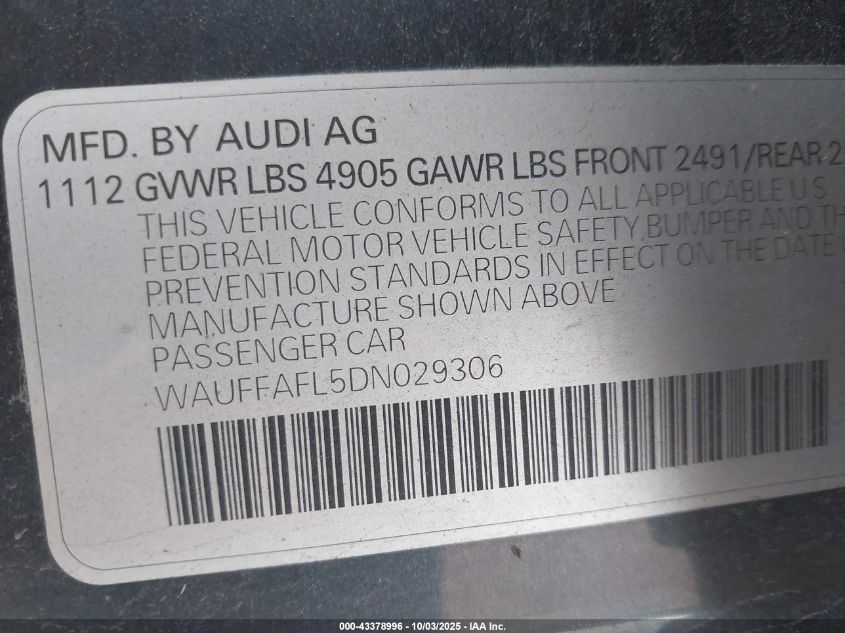 MFD. BY AUDI AG
1112 GVWR LBS 4905 GAWR LBS FRONT 2491/REAR 2
THIS VEHICLE CONFORMS TO ALL APPLICABLE U S
FEDERAL MOTOR VEHICLE SAFETY, BUMPER AND TH
PREVENTION STANDARDS IN EFFECT ON THE DATE
MANUFACTURE SHOWN ABOVE
PASSENGER CAR
WAUFFAFL5DN029306
000-43378996 - 10/03/2025 - IAA Inc.